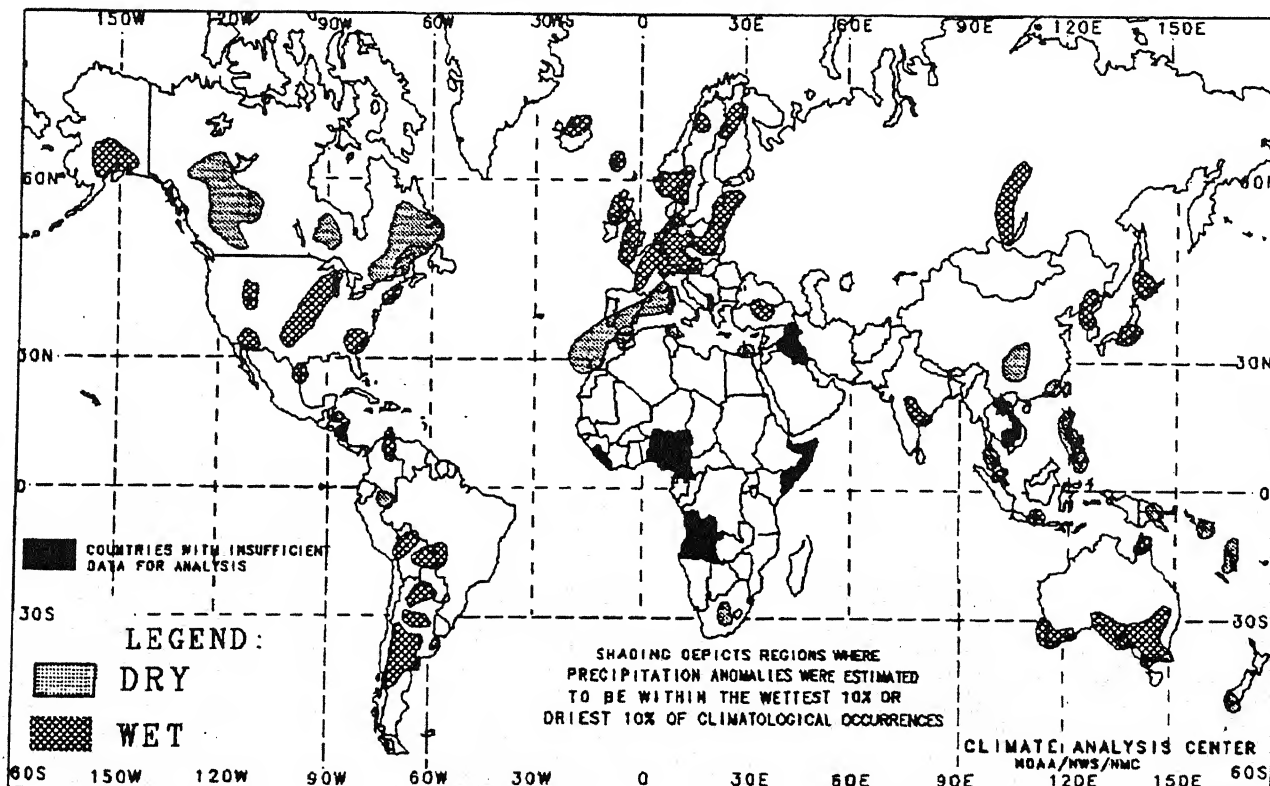 150W 120W 90W 60W 30W 0 30E 60E 90E 120E 150E
60N 60N
30N 30N
0 0
COUNTRIES WITH INSUFFICIENT
DATA FOR ANALYSIS
30S 30S
LEGEND:
DRY
WET
SHADING DEPICTS REGIONS WHERE
PRECIPITATION ANOMALIES WERE ESTIMATED
TO BE WITHIN THE WETTEST 10% OR
DRIEST 10% OF CLIMATOLOGICAL OCCURRENCES
CLIMATE ANALYSIS CENTER
NOAA/NWS/NMC
60S 150W 120W 90W 60W 30W 0 30E 60E 90E 120E 150E 60S